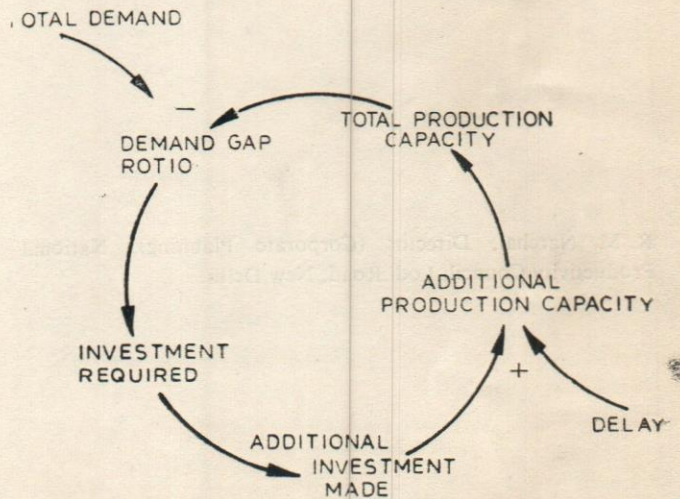 OTAL DEMAND
−
TOTAL PRODUCTION
CAPACITY
DEMAND GAP
ROTIO
ADDITIONAL
PRODUCTION CAPACITY
INVESTMENT
REQUIRED
+
DELAY
ADDITIONAL
INVESTMENT
MADE